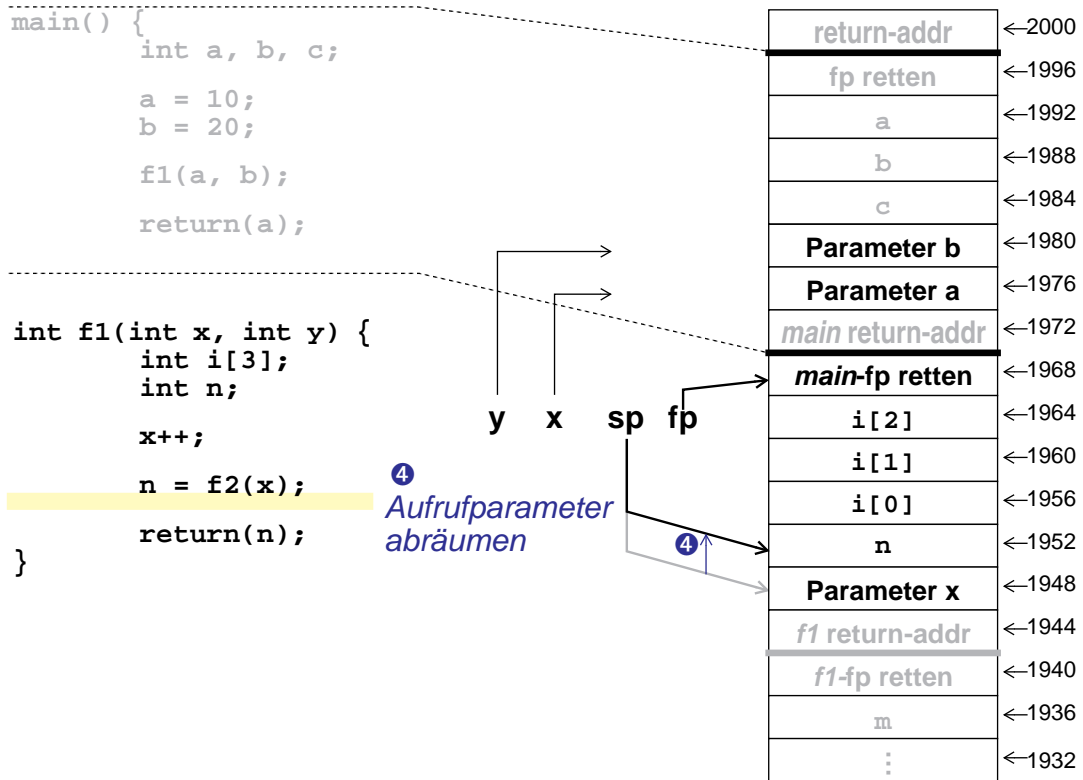 main() {
int a, b, c;
a = 10;
b = 20;
f1(a, b);
return(a);
int f1(int x, int y) {
int i[3];
int n;
x++;
n = f2(x);
return(n);
}
❹
Aufrufparameter
abräumen
y x sp fp
❹
return-addr ←2000
fp retten ←1996
a ←1992
b ←1988
c ←1984
Parameter b ←1980
Parameter a ←1976
main return-addr ←1972
main-fp retten ←1968
i[2] ←1964
i[1] ←1960
i[0] ←1956
n ←1952
Parameter x ←1948
f1 return-addr ←1944
f1-fp retten ←1940
m ←1936
⋮ ←1932